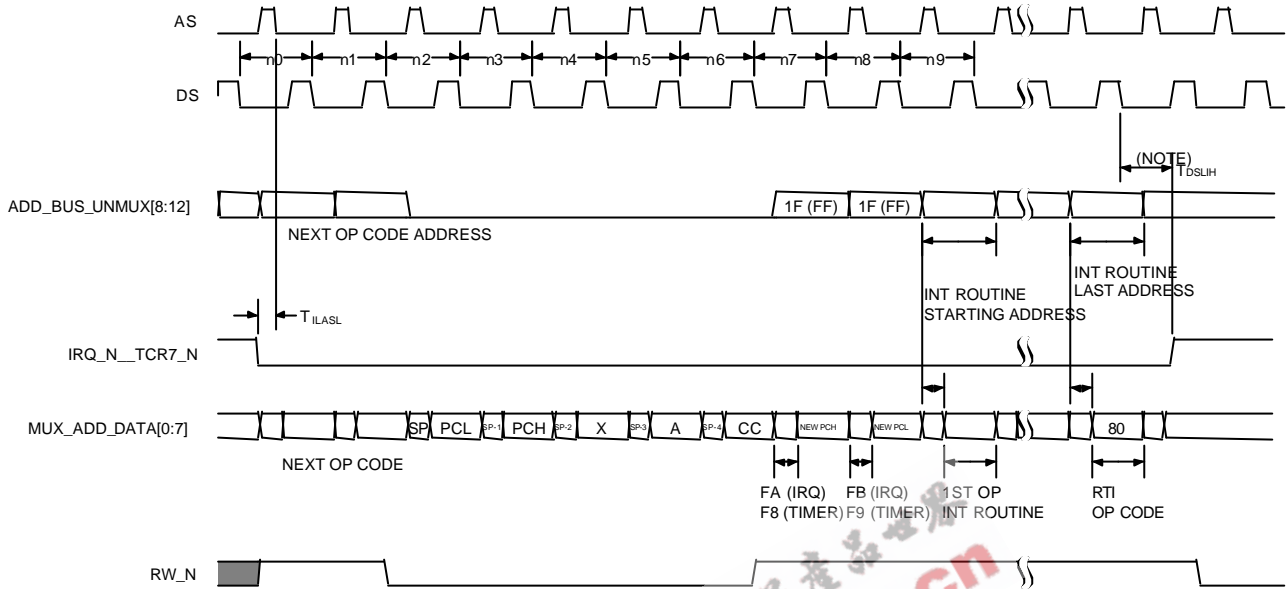 AS
n0 n1 n2 n3 n4 n5 n6 n7 n8 n9
DS
(NOTE)
TDSLIH
ADD_BUS_UNMUX[8:12]
1F (FF) 1F (FF)
NEXT OP CODE ADDRESS
INT ROUTINE
STARTING ADDRESS
INT ROUTINE
LAST ADDRESS
TILASL
IRQ_N__TCR7_N
MUX_ADD_DATA[0:7]
SP PCL SP-1 PCH SP-2 X SP-3 A SP-4 CC NEW PCH NEW PCL 80
NEXT OP CODE
FA (IRQ)
F8 (TIMER)
FB (IRQ)
F9 (TIMER)
1ST OP
INT ROUTINE
RTI
OP CODE
RW_N